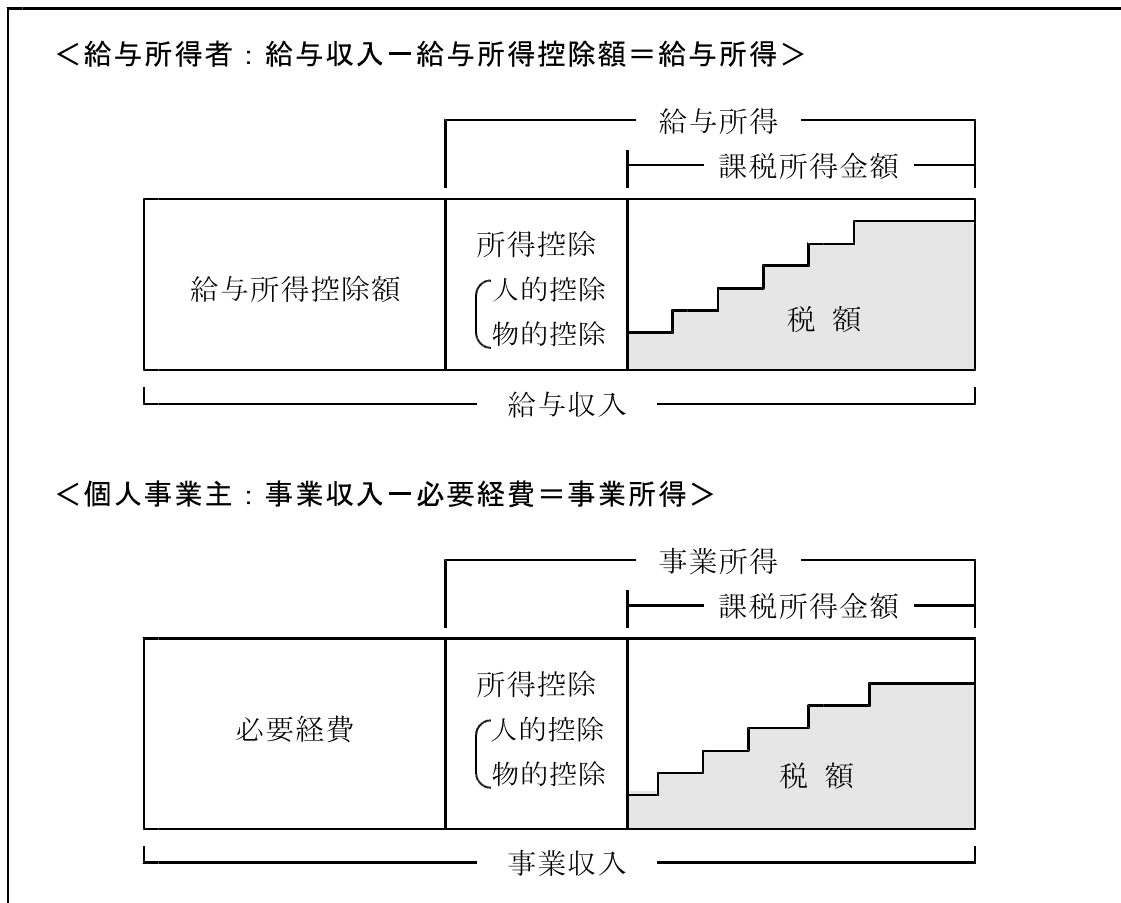 ＜給与所得者：給与収入－給与所得控除額＝給与所得＞
給与所得
課税所得金額
給与所得控除額
所得控除
人的控除
物的控除
税 額
給与収入
＜個人事業主：事業収入－必要経費＝事業所得＞
事業所得
課税所得金額
必要経費
所得控除
人的控除
物的控除
税 額
事業収入